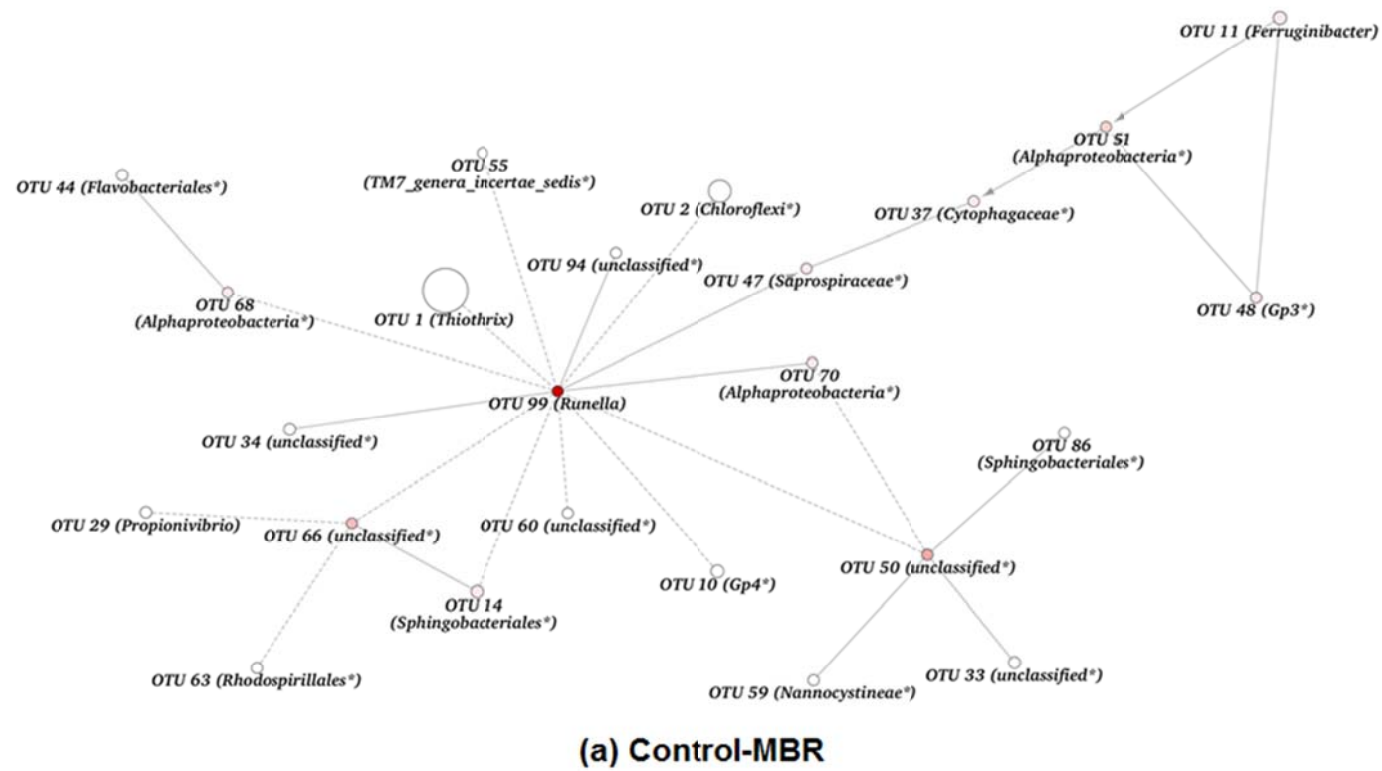 OTU 11 (Ferruginibacter)
OTU 51
(Alphaproteobacteria*)
OTU 55
(TM7_genera_incertae_sedis*)
OTU 44 (Flavobacteriales*)
OTU 2 (Chloroflexi*)
OTU 37 (Cytophagaceae*)
OTU 94 (unclassified*)
OTU 47 (Saprospiraceae*)
OTU 68
(Alphaproteobacteria*)
OTU 1 (Thiothrix)
OTU 48 (Gp3*)
OTU 70
(Alphaproteobacteria*)
OTU 99 (Runella)
OTU 34 (unclassified*)
OTU 86
(Sphingobacteriales*)
OTU 29 (Propionivibrio)
OTU 66 (unclassified*)
OTU 60 (unclassified*)
OTU 50 (unclassified*)
OTU 10 (Gp4*)
OTU 14
(Sphingobacteriales*)
OTU 63 (Rhodospirillales*)
OTU 59 (Nannocystineae*)
OTU 33 (unclassified*)
(a) Control-MBR